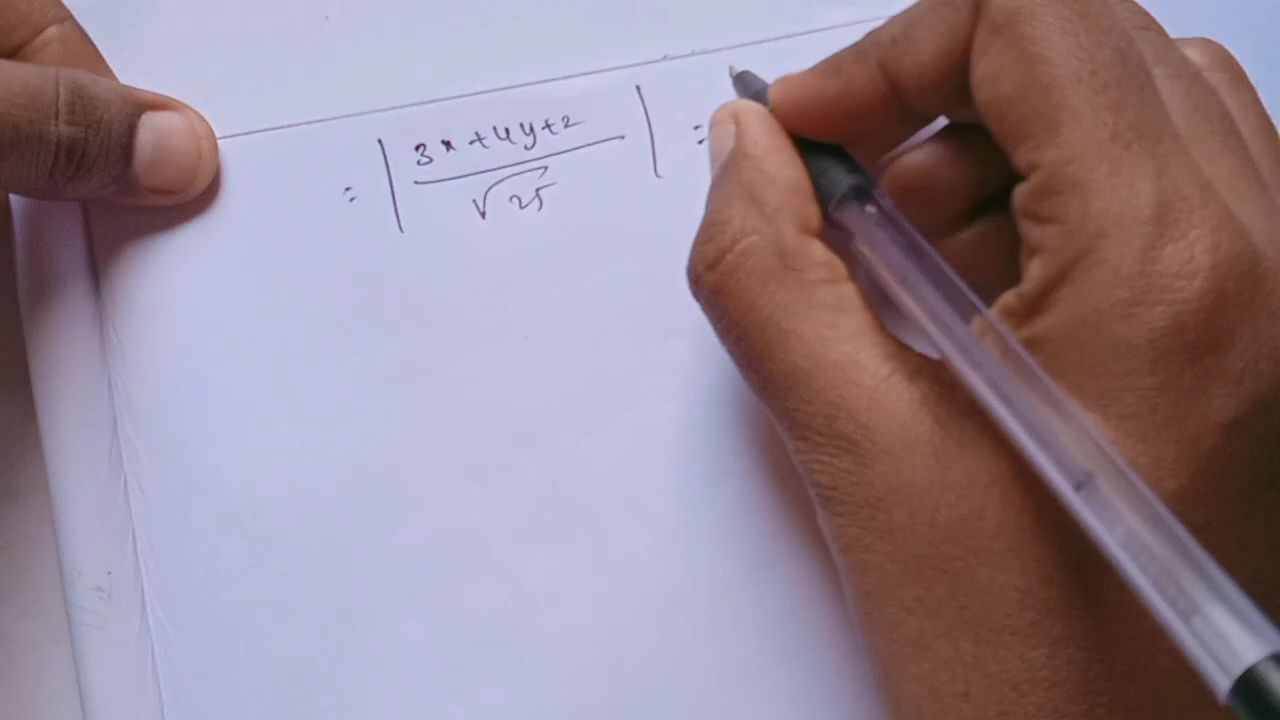 = | 3x+4y+2 / √25 | =